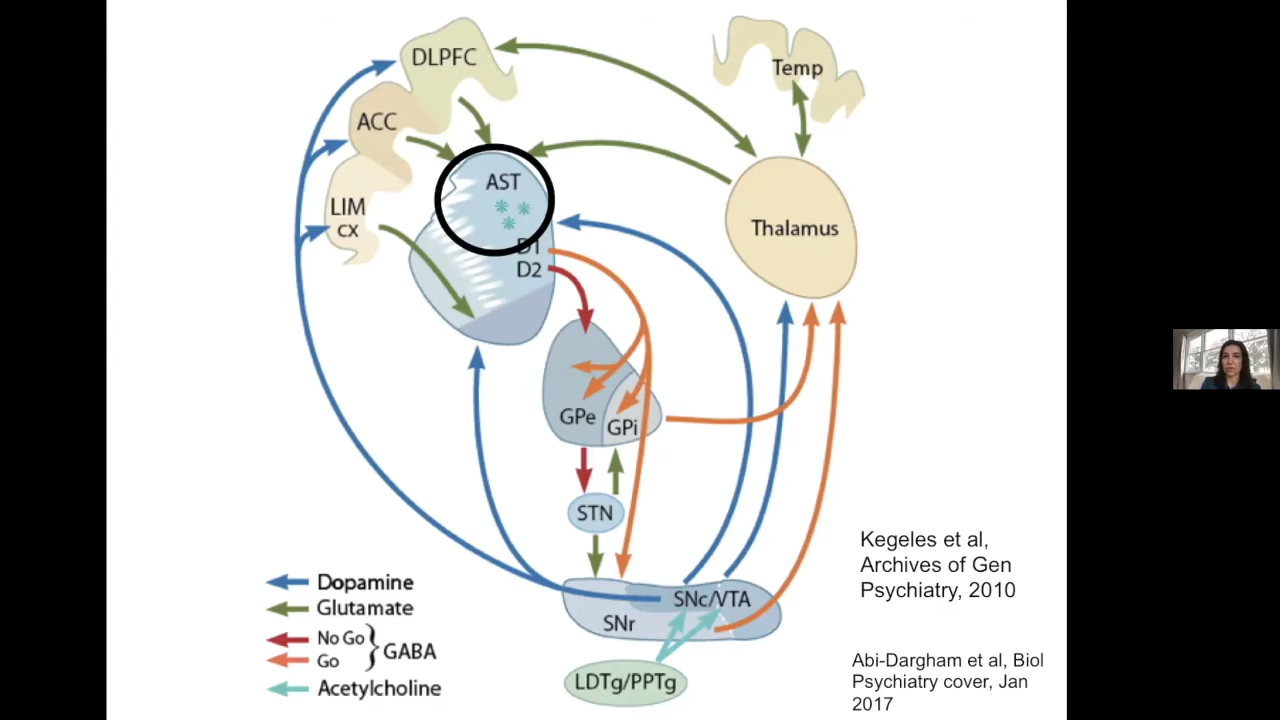 DLPFC
Temp
ACC
AST
LIM
CX
Thalamus
D1
D2
GPe
GPi
STN
Kegeles et al,
Archives of Gen
Psychiatry, 2010
Dopamine
Glutamate
No Go
Go
GABA
Acetylcholine
SNc/VTA
SNr
LDTg/PPTg
Abi-Dargham et al, Biol
Psychiatry cover, Jan
2017